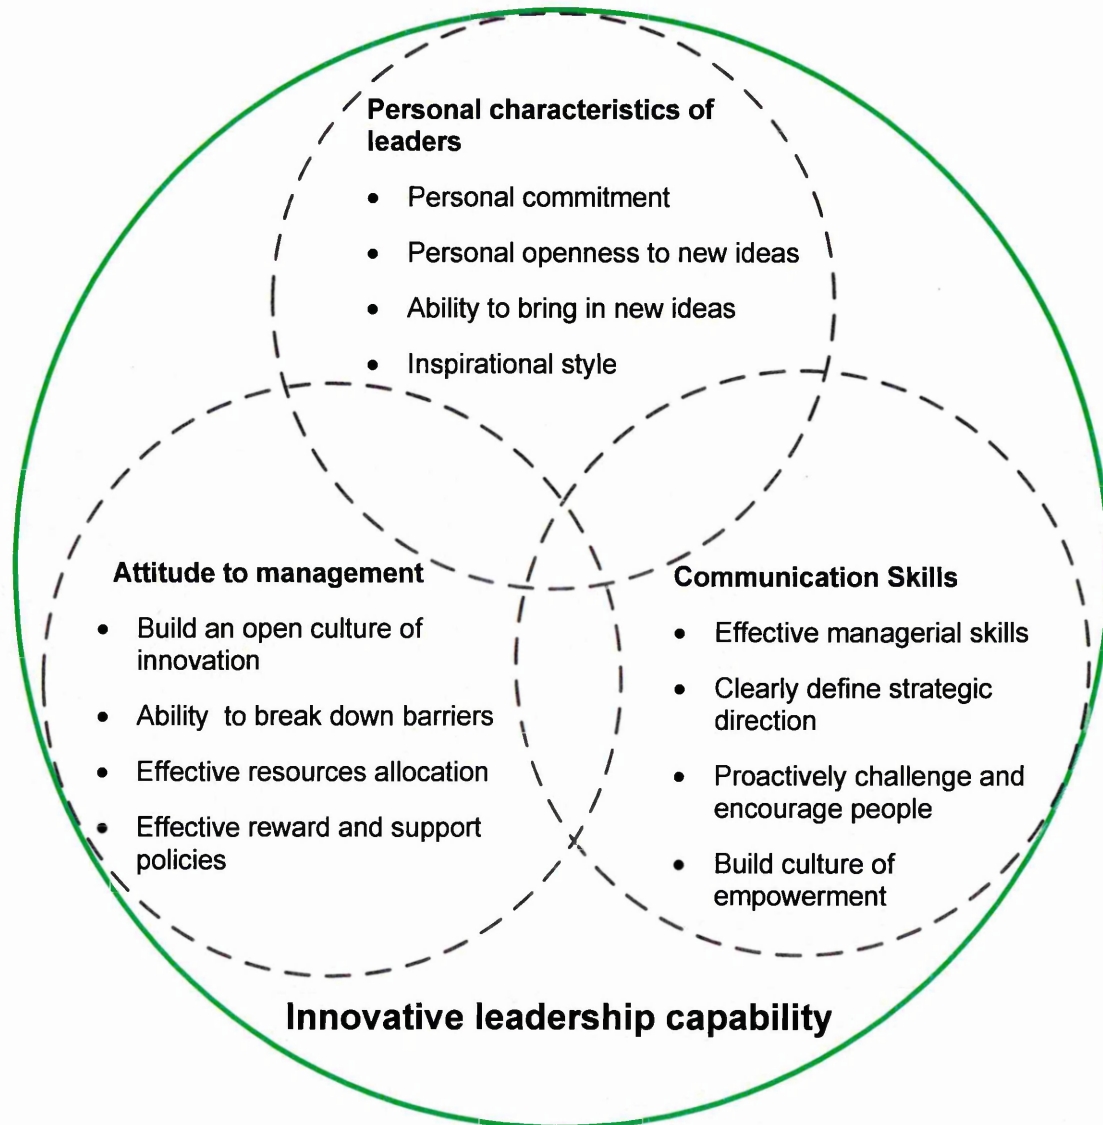 Personal characteristics of
leaders
• Personal commitment
• Personal openness to new ideas
• Ability to bring in new ideas
• Inspirational style
Attitude to management
• Build an open culture of
innovation
• Ability to break down barriers
• Effective resources allocation
• Effective reward and support
policies
Communication Skills
• Effective managerial skills
• Clearly define strategic
direction
• Proactively challenge and
encourage people
• Build culture of
empowerment
Innovative leadership capability